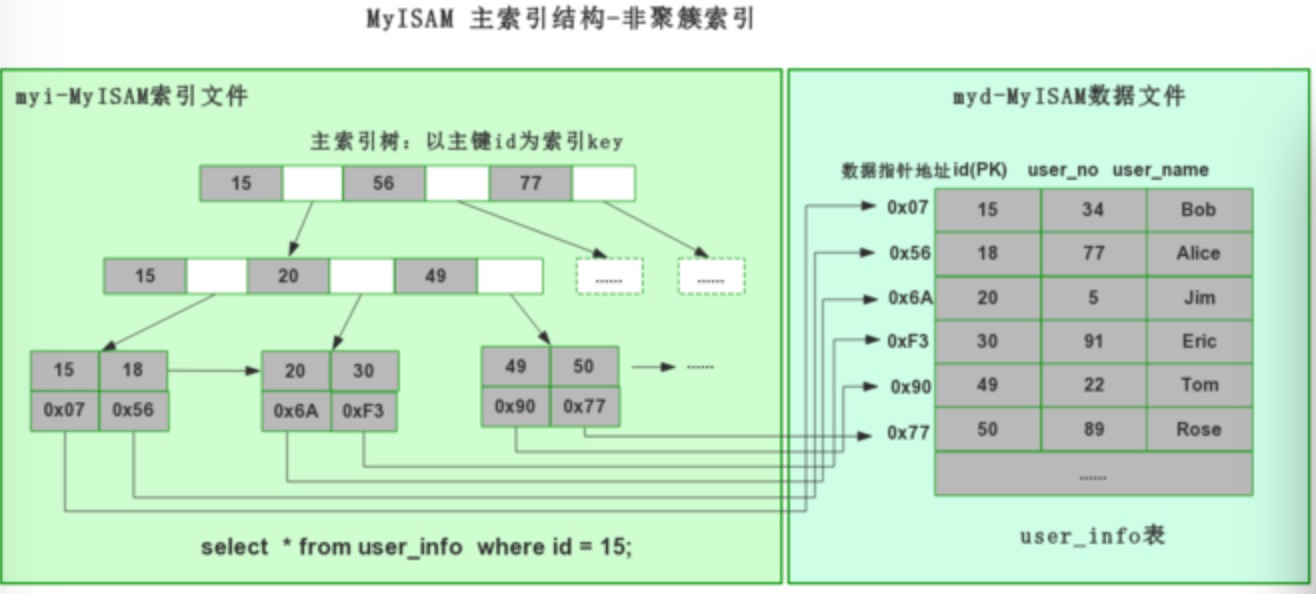 MyISAM 主索引结构-非聚簇索引
myi-MyISAM索引文件
主索引树：以主键id为索引key
15 56 77
15 20 49 ...... ......
15 18 20 30 49 50 ......
0x07 0x56 0x6A 0xF3 0x90 0x77
select * from user_info where id = 15;
myd-MyISAM数据文件
数据指针地址 id(PK) user_no user_name
0x07 15 34 Bob
0x56 18 77 Alice
0x6A 20 5 Jim
0xF3 30 91 Eric
0x90 49 22 Tom
0x77 50 89 Rose
......
user_info表